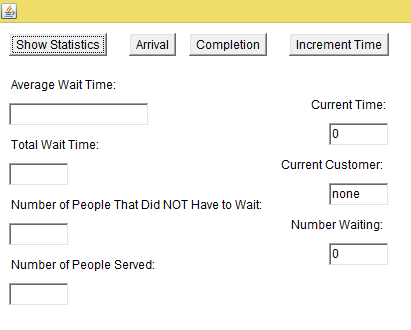 Show Statistics Arrival Completion Increment Time
Average Wait Time:
Current Time:
0
Total Wait Time:
Current Customer:
none
Number of People That Did NOT Have to Wait:
Number Waiting:
0
Number of People Served: